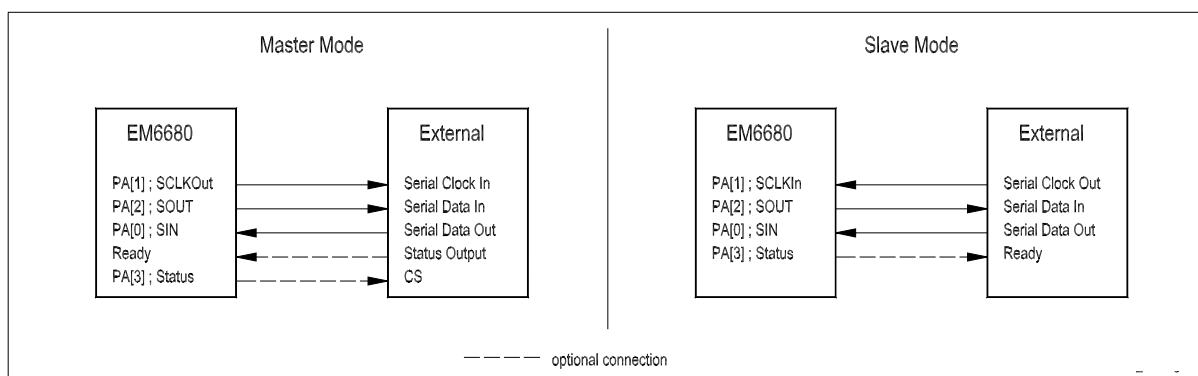 Master Mode
EM6680
External
PA[1] ; SCLKOut
Serial Clock In
PA[2] ; SOUT
Serial Data In
PA[0] ; SIN
Serial Data Out
Ready
Status Output
PA[3] ; Status
CS
Slave Mode
EM6680
External
PA[1] ; SCLKIn
Serial Clock Out
PA[2] ; SOUT
Serial Data In
PA[0] ; SIN
Serial Data Out
PA[3] ; Status
Ready
optional connection